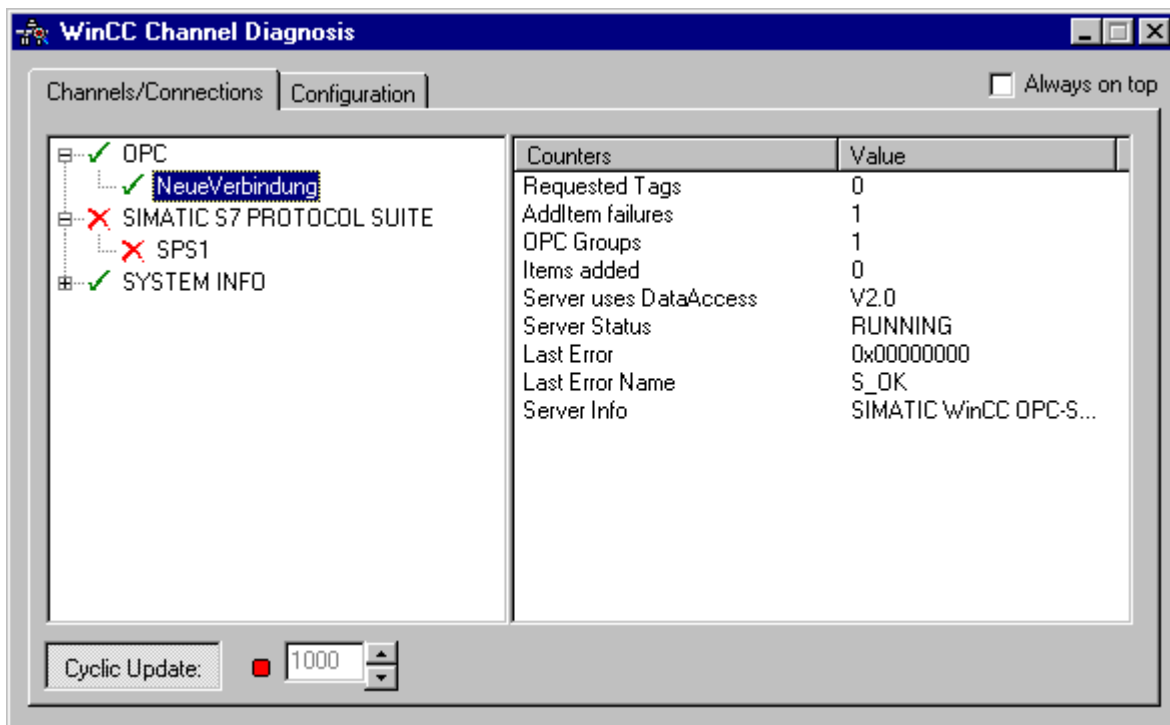 WinCC Channel Diagnosis
Channels/Connections Configuration Always on top
OPC
NeueVerbindung
SIMATIC S7 PROTOCOL SUITE
SPS1
SYSTEM INFO
Counters Value
Requested Tags 0
AddItem failures 1
OPC Groups 1
Items added 0
Server uses DataAccess V2.0
Server Status RUNNING
Last Error 0x00000000
Last Error Name S_OK
Server Info SIMATIC WinCC OPC-S...
Cyclic Update: 1000